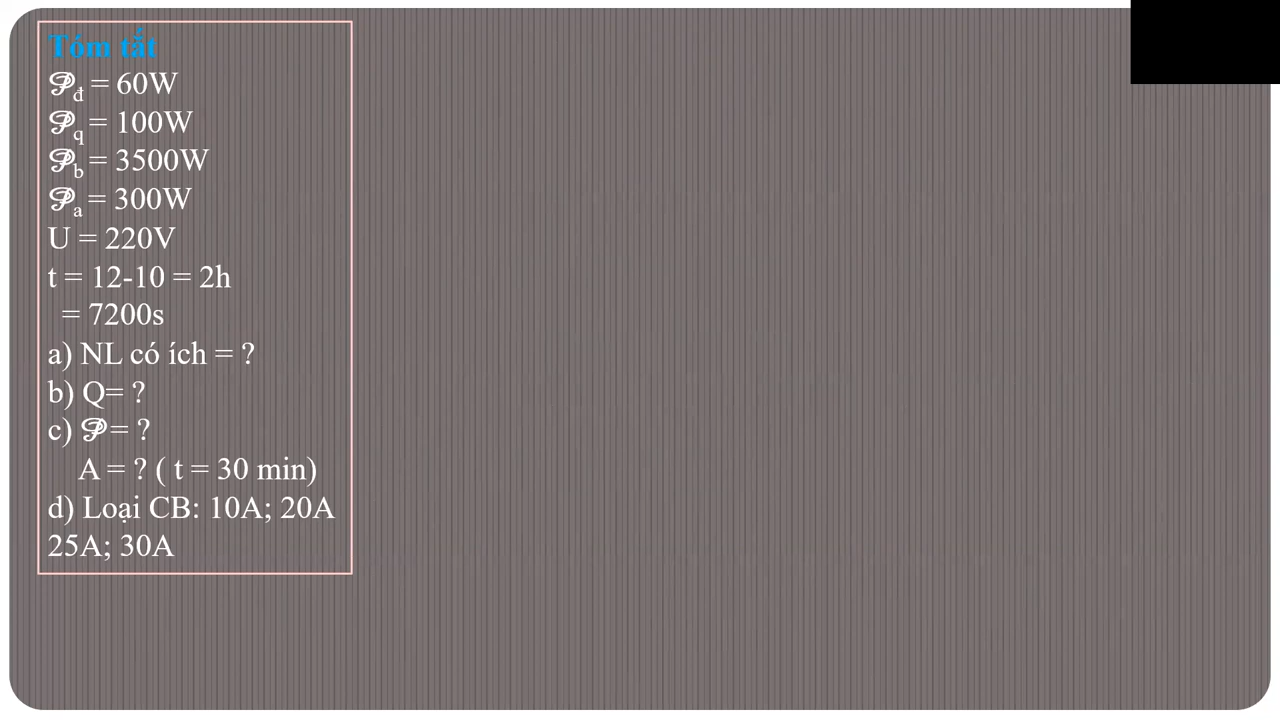 Tóm tắt
𝒫đ = 60W
𝒫q = 100W
𝒫b = 3500W
𝒫a = 300W
U = 220V
t = 12-10 = 2h
= 7200s
a) NL có ích = ?
b) Q= ?
c) 𝒫 = ?
A = ? ( t = 30 min)
d) Loại CB: 10A; 20A
25A; 30A